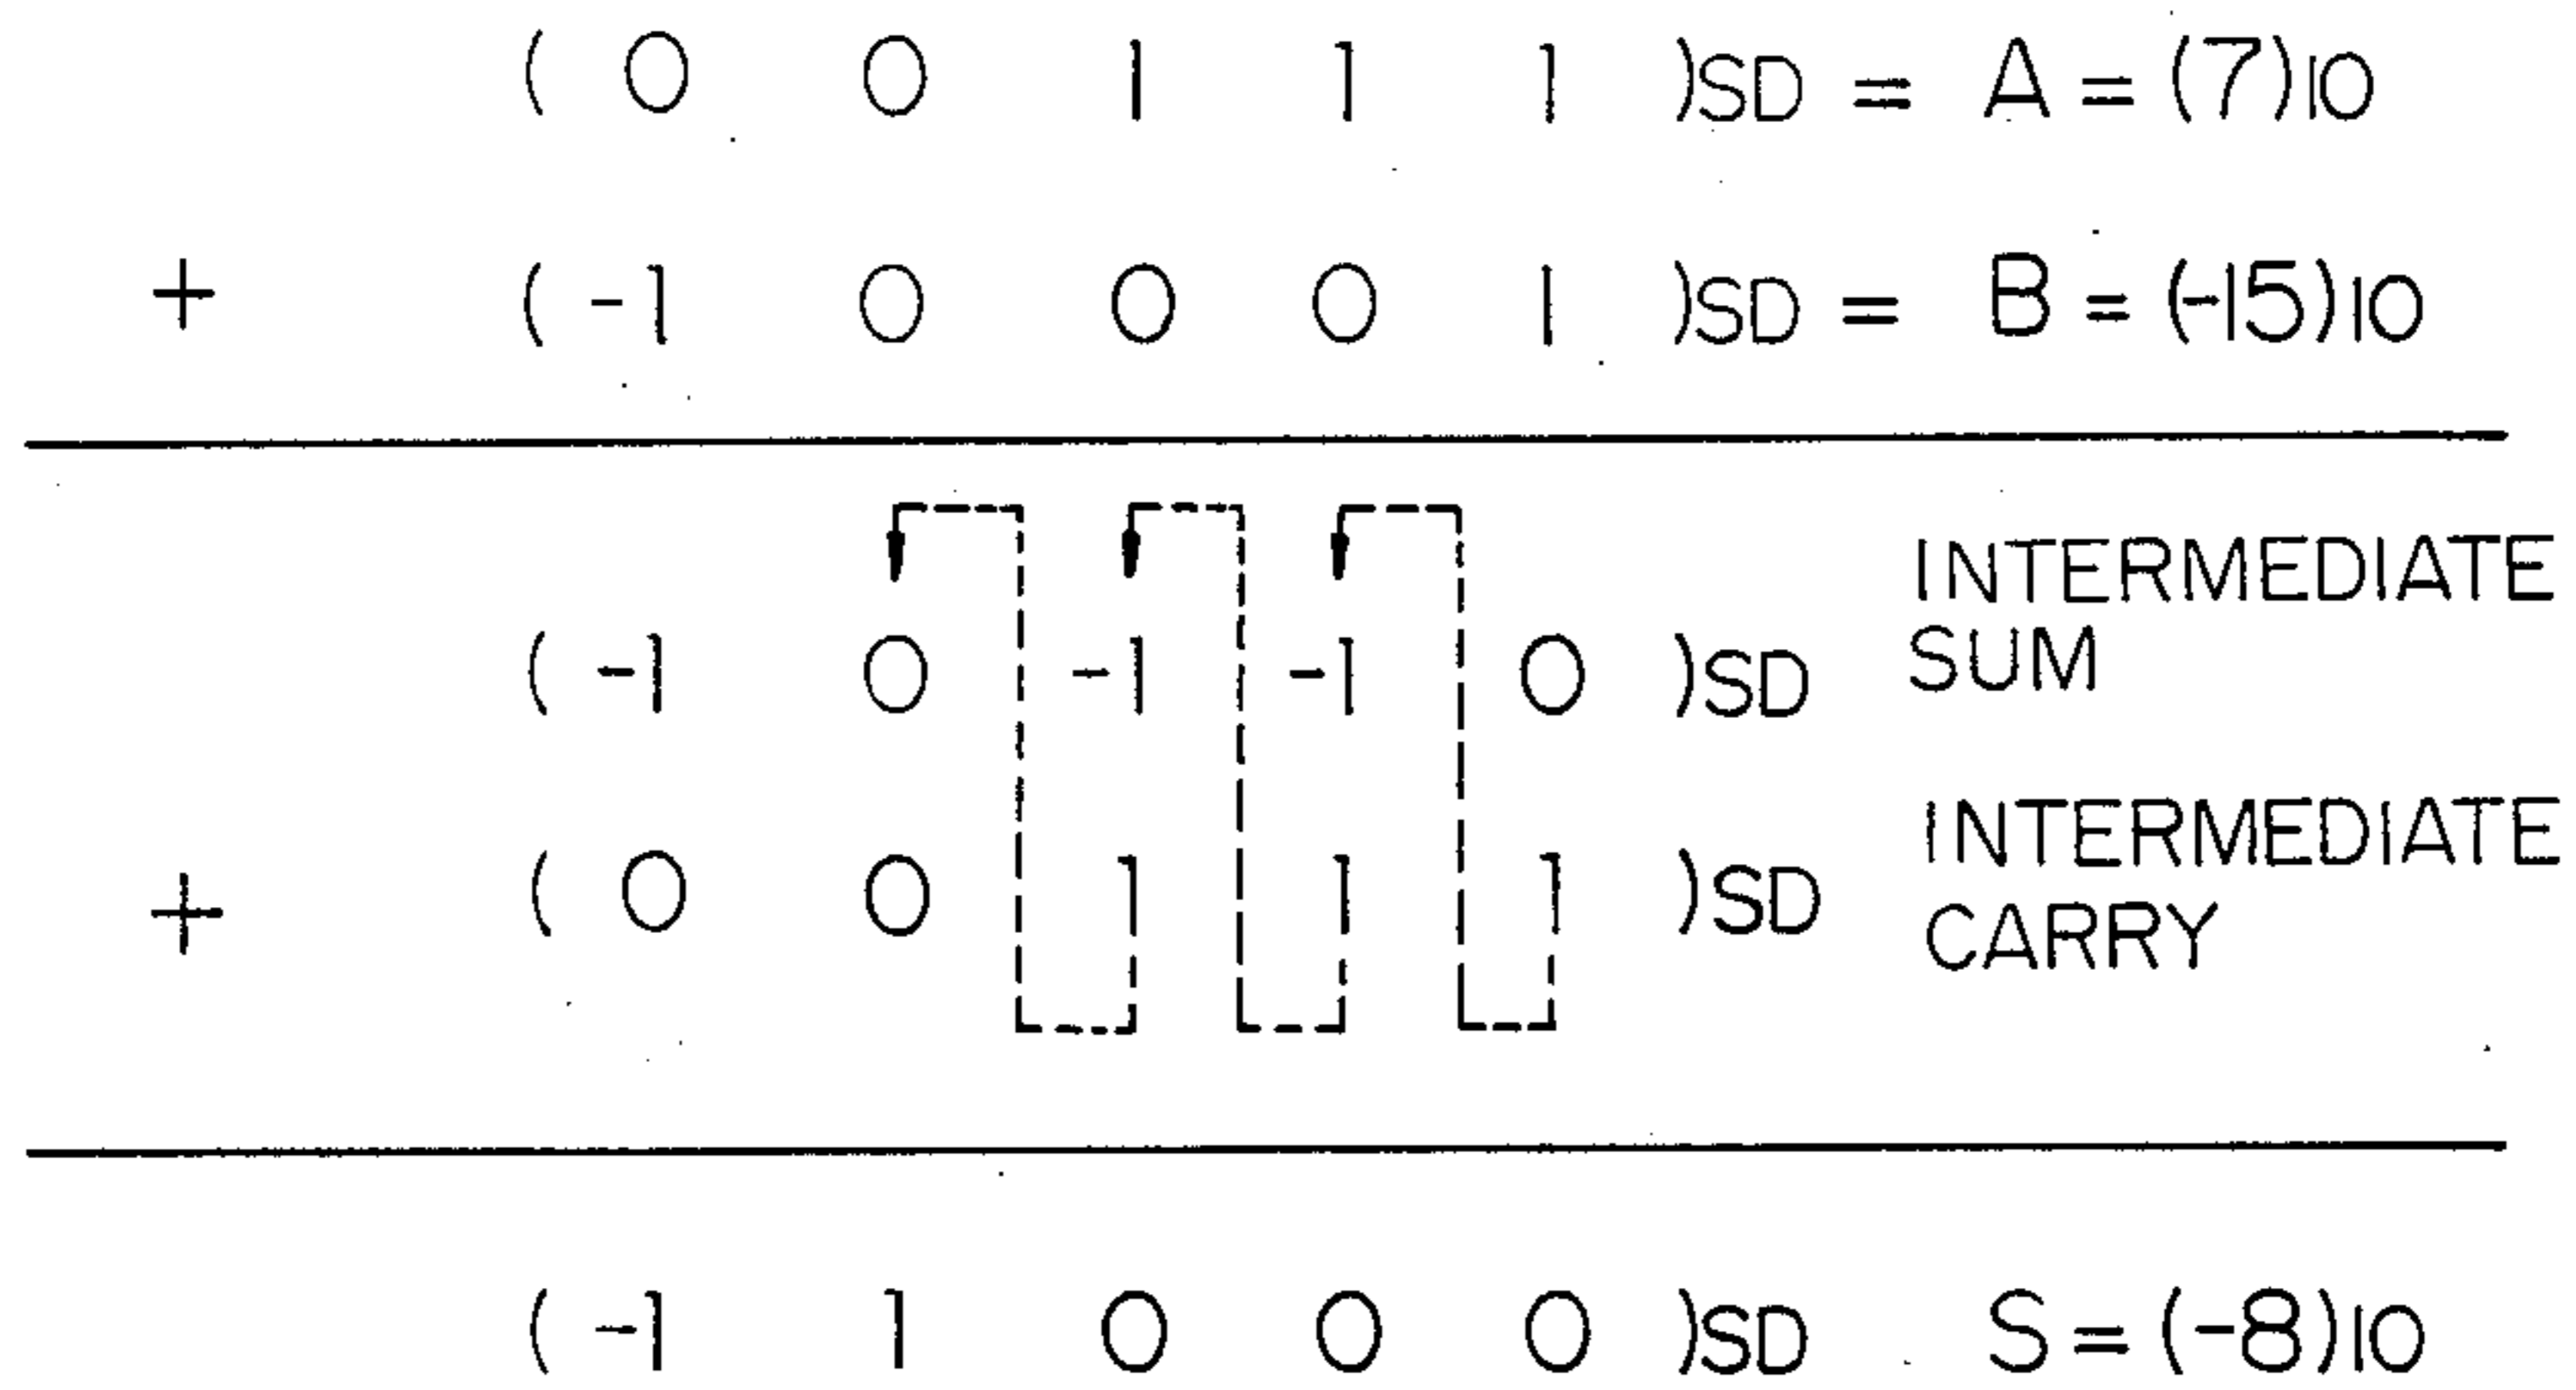 ( 0 0 1 1 1 )SD = A = (7)10
+ ( -1 0 0 0 1 )SD = B = (-15)10
( -1 0 -1 -1 0 )SD INTERMEDIATE SUM
+ ( 0 0 1 1 1 )SD INTERMEDIATE CARRY
( -1 1 0 0 0 )SD S = (-8)10